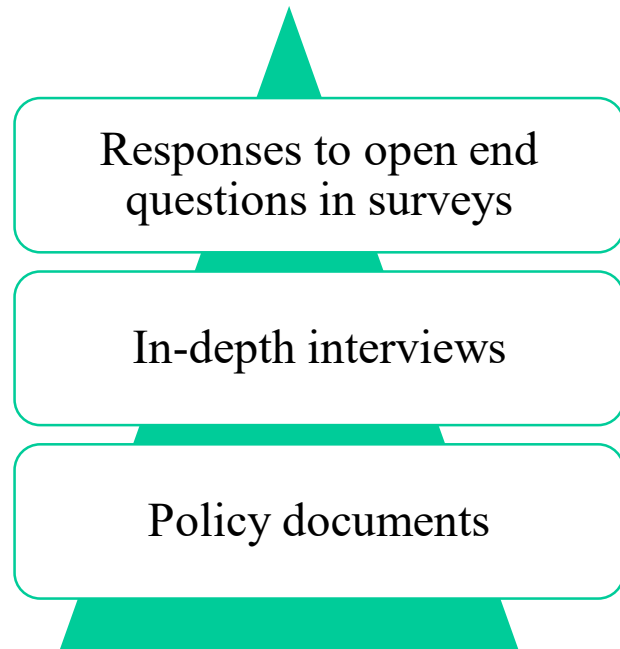 Responses to open end
questions in surveys
In-depth interviews
Policy documents